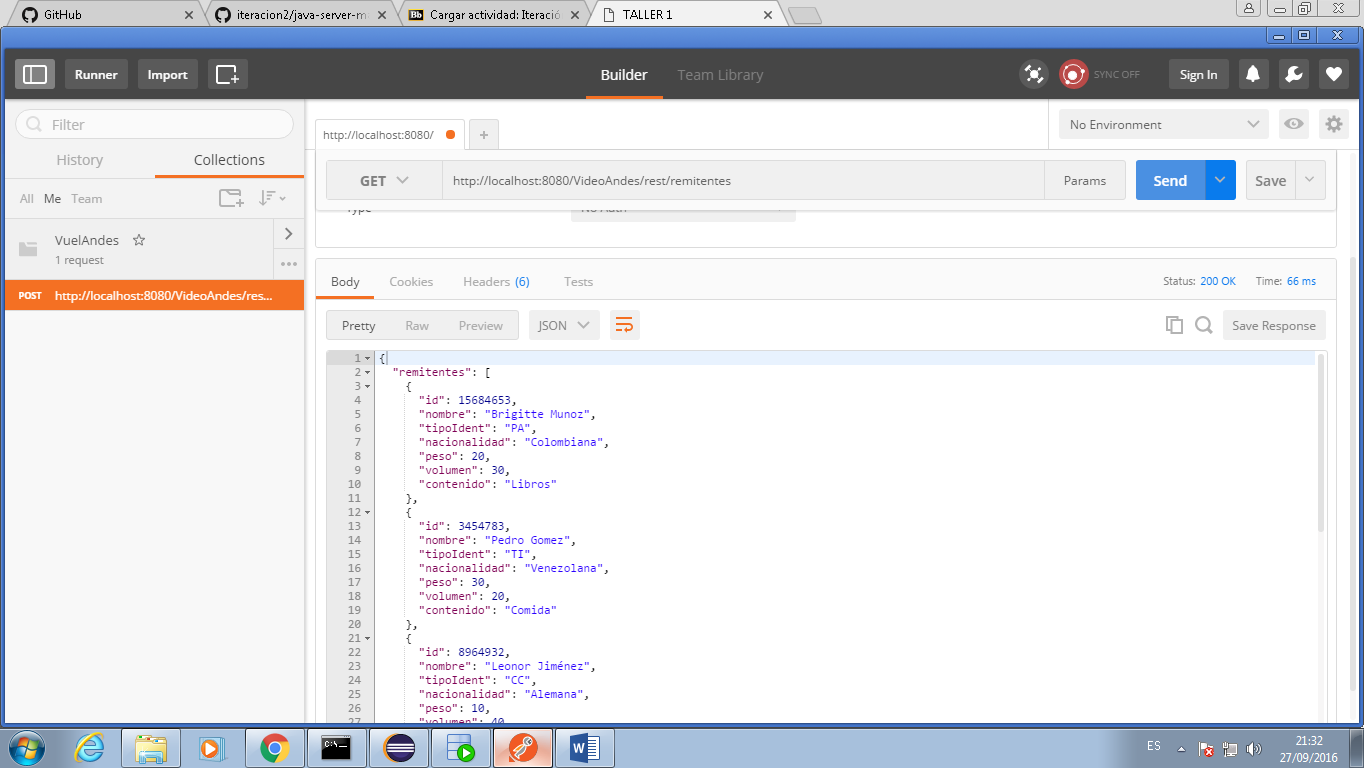 GitHub
iteracion2/java-server-m
Bb Cargar actividad: Iteració
TALLER 1
Runner
Import
Builder
Team Library
SYNC OFF
Sign In
Filter
History
Collections
All Me Team
VuelAndes
1 request
POST http://localhost:8080/VideoAndes/res...
http://localhost:8080/
No Environment
GET
http://localhost:8080/VideoAndes/rest/remitentes
Params
Send
Save
Type
No Auth
Body
Cookies
Headers (6)
Tests
Status: 200 OK
Time: 66 ms
Pretty
Raw
Preview
JSON
Save Response
1 {
2 "remitentes": [
3 {
4 "id": 15684653,
5 "nombre": "Brigitte Munoz",
6 "tipoIdent": "PA",
7 "nacionalidad": "Colombiana",
8 "peso": 20,
9 "volumen": 30,
10 "contenido": "Libros"
11 },
12 {
13 "id": 3454783,
14 "nombre": "Pedro Gomez",
15 "tipoIdent": "TI",
16 "nacionalidad": "Venezolana",
17 "peso": 30,
18 "volumen": 20,
19 "contenido": "Comida"
20 },
21 {
22 "id": 8964932,
23 "nombre": "Leonor Jiménez",
24 "tipoIdent": "CC",
25 "nacionalidad": "Alemana",
26 "peso": 10,
27 "volumen": 40
ES
21:32
27/09/2016